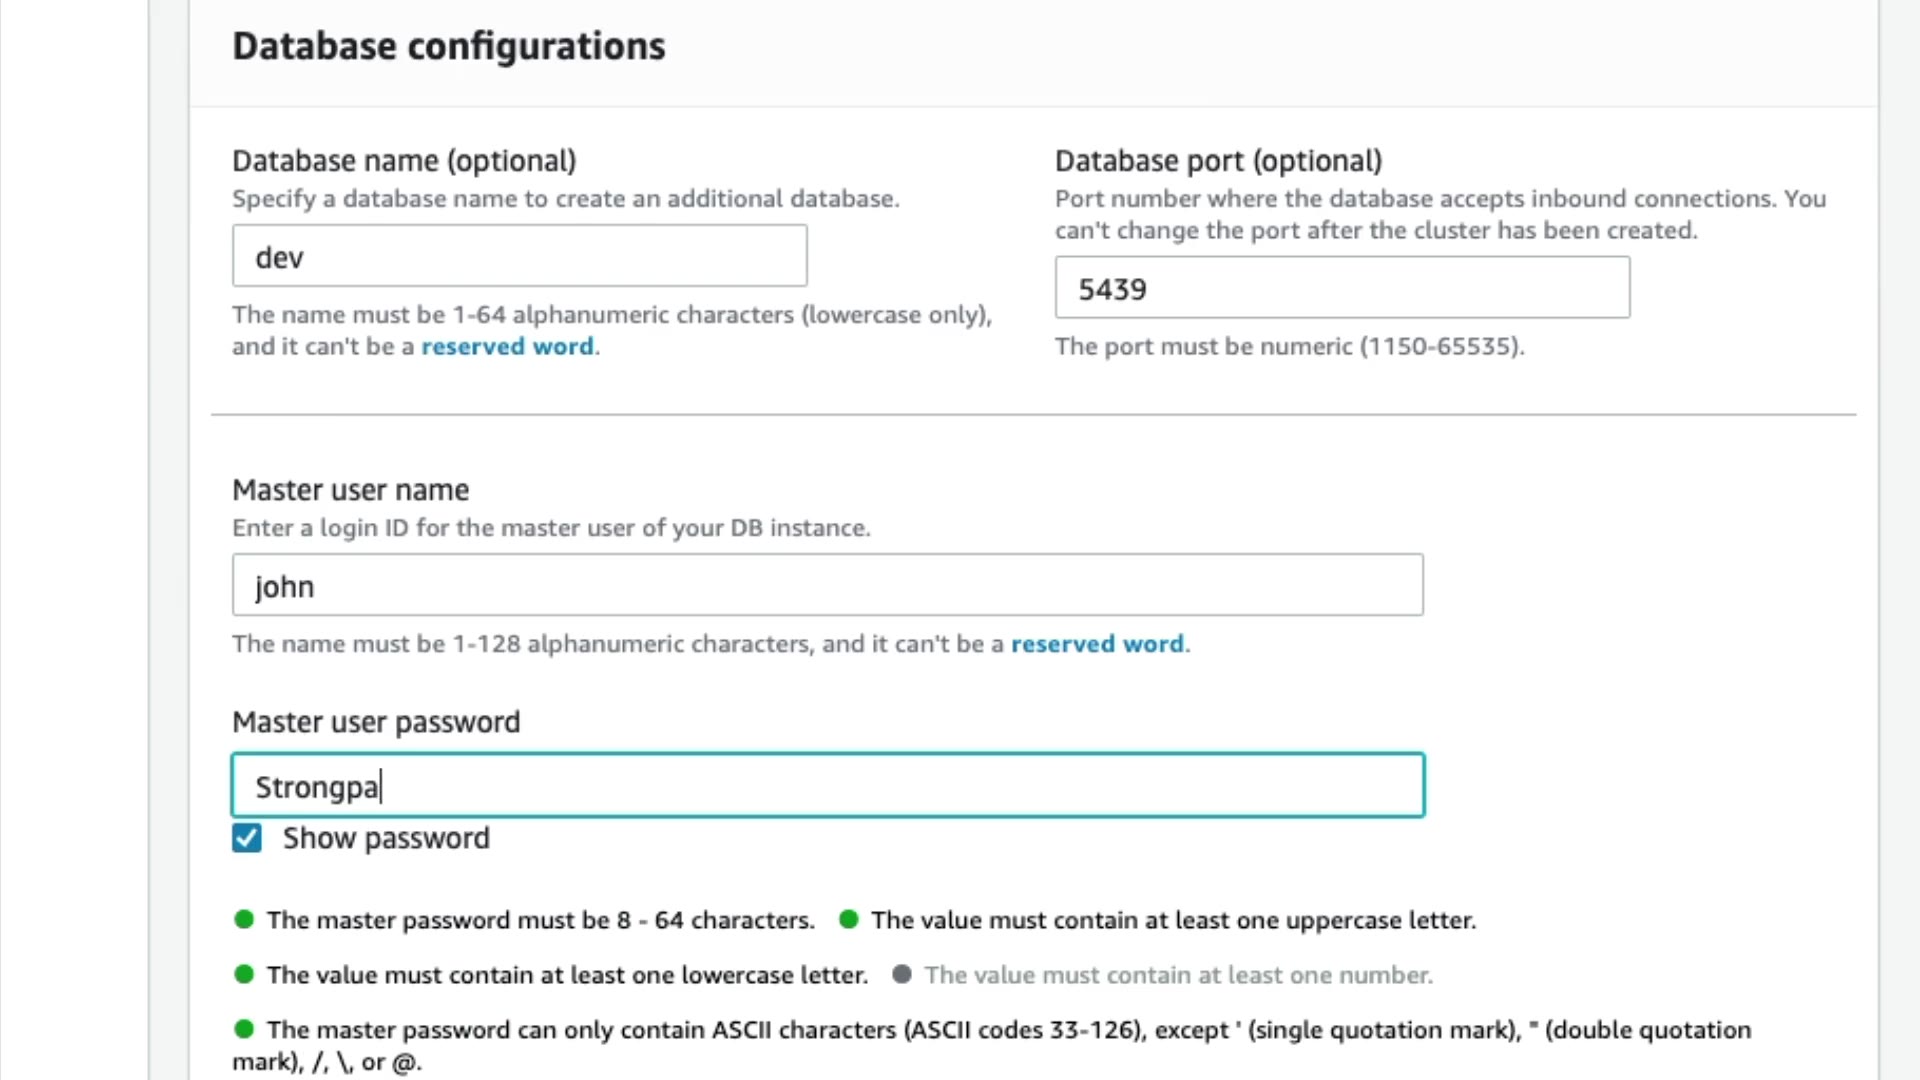 Database configurations
Database name (optional)
Specify a database name to create an additional database.
dev
The name must be 1-64 alphanumeric characters (lowercase only),
and it can't be a reserved word.
Database port (optional)
Port number where the database accepts inbound connections. You
can't change the port after the cluster has been created.
5439
The port must be numeric (1150-65535).
Master user name
Enter a login ID for the master user of your DB instance.
john
The name must be 1-128 alphanumeric characters, and it can't be a reserved word.
Master user password
Strongpa
Show password
The master password must be 8 - 64 characters. The value must contain at least one uppercase letter.
The value must contain at least one lowercase letter. The value must contain at least one number.
The master password can only contain ASCII characters (ASCII codes 33-126), except ' (single quotation mark), " (double quotation
mark), /, \, or @.